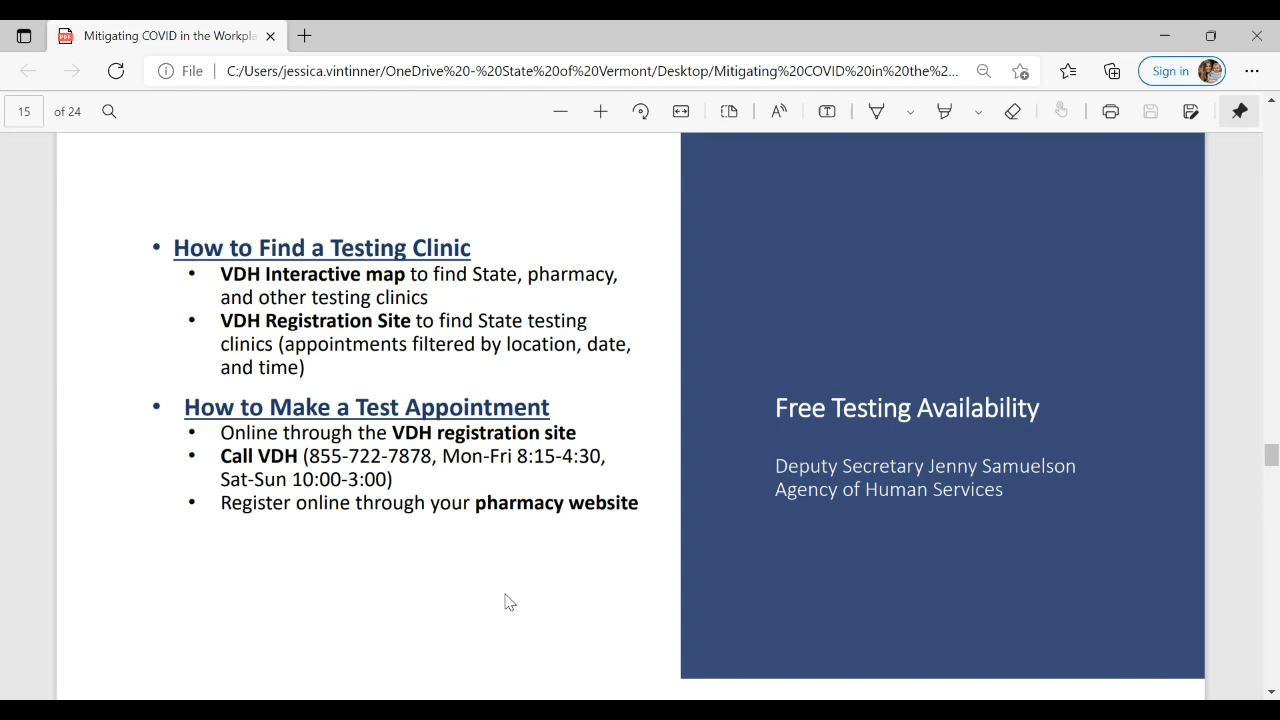 Mitigating COVID in the Workpla
File
C:/Users/jessica.vintinner/OneDrive%20-%20State%20of%20Vermont/Desktop/Mitigating%20COVID%20in%20the%2...
Sign in
15 of 24
• How to Find a Testing Clinic
• VDH Interactive map to find State, pharmacy,
and other testing clinics
• VDH Registration Site to find State testing
clinics (appointments filtered by location, date,
and time)
• How to Make a Test Appointment
• Online through the VDH registration site
• Call VDH (855-722-7878, Mon-Fri 8:15-4:30,
Sat-Sun 10:00-3:00)
• Register online through your pharmacy website
Free Testing Availability
Deputy Secretary Jenny Samuelson
Agency of Human Services